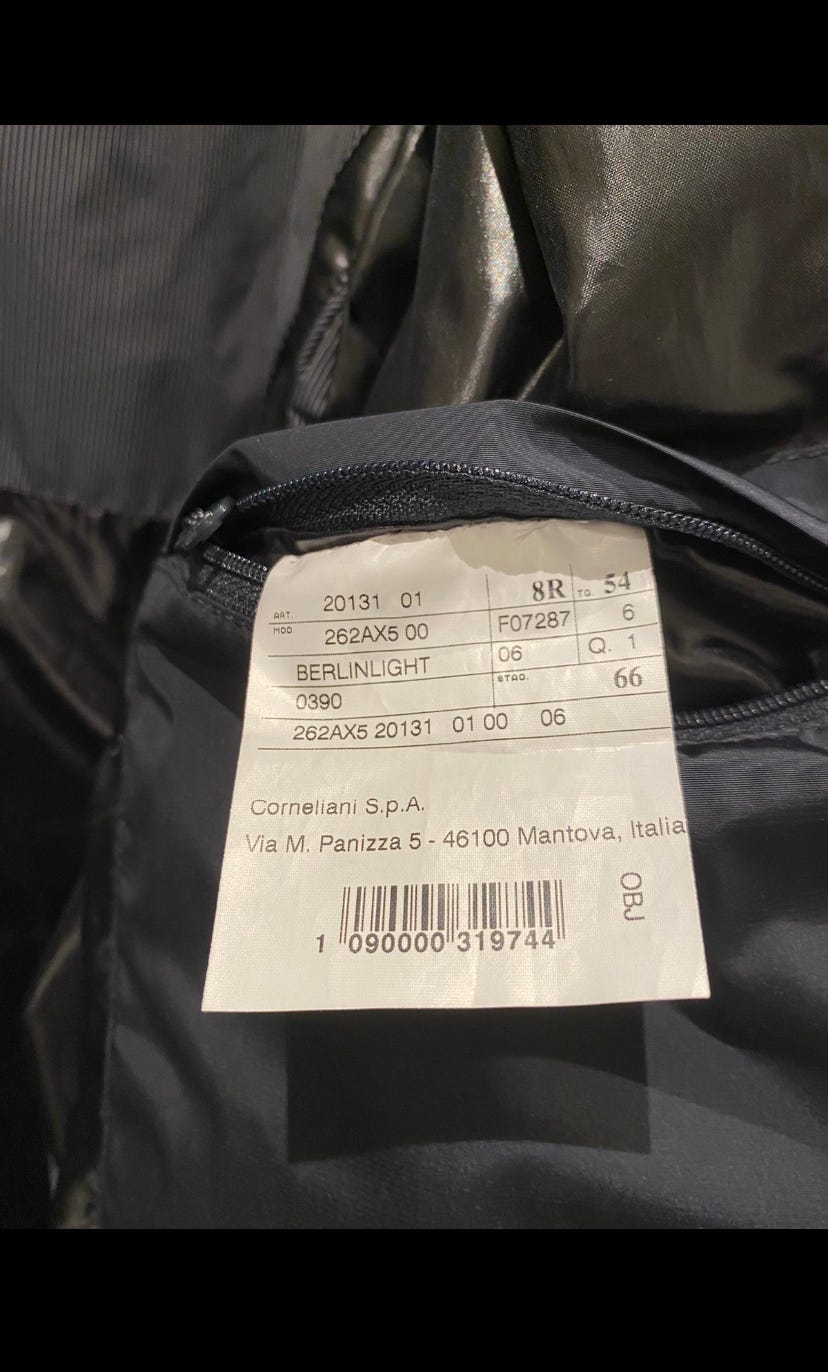 ART. 20131 01 8R TG. 54
MOD. 262AX5 00 F07287 6
BERLINLIGHT 06 Q. 1
0390 STAG. 66
262AX5 20131 01 00 06
Corneliani S.p.A.
Via M. Panizza 5 - 46100 Mantova, Italia
OBJ
1 090000 319744